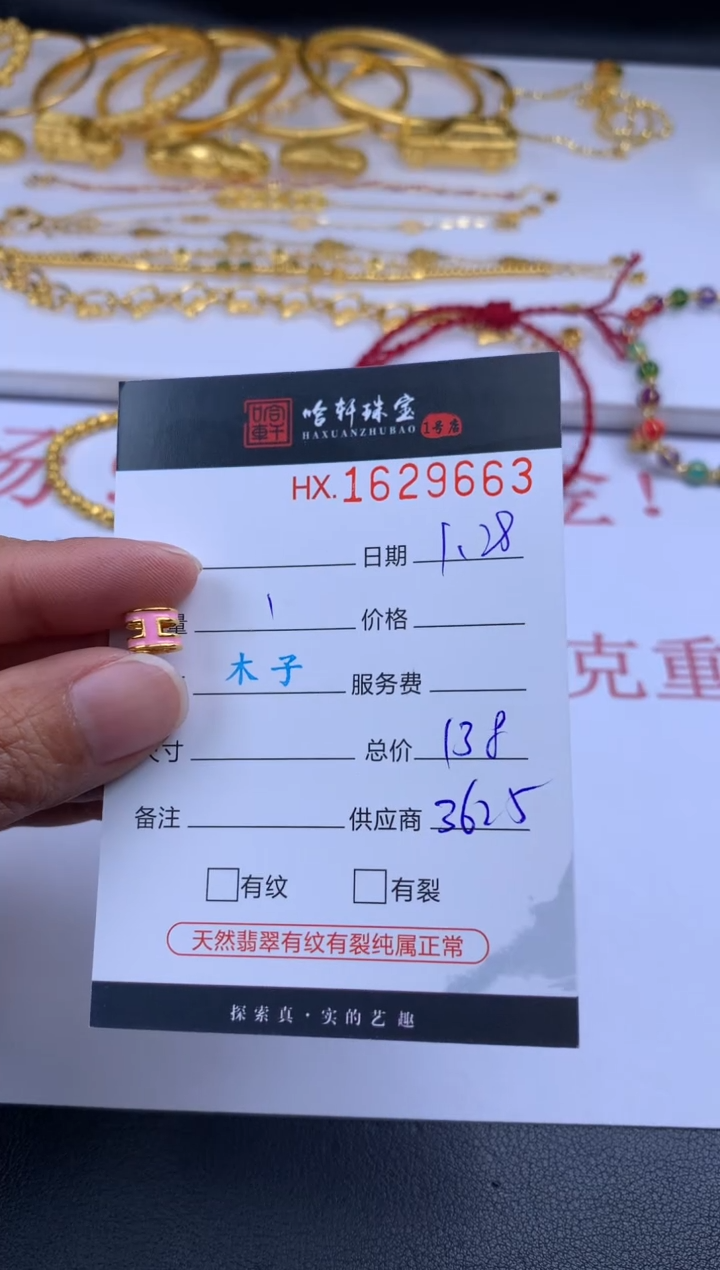 哈轩珠宝
HAXUANZHUBAO 1号店
HX.1629663
日期 1.28
量 1 价格
木子 服务费
寸 总价 138
备注 供应商 3625
有纹 有裂
天然翡翠有纹有裂纯属正常
探索真·实的艺趣
克重